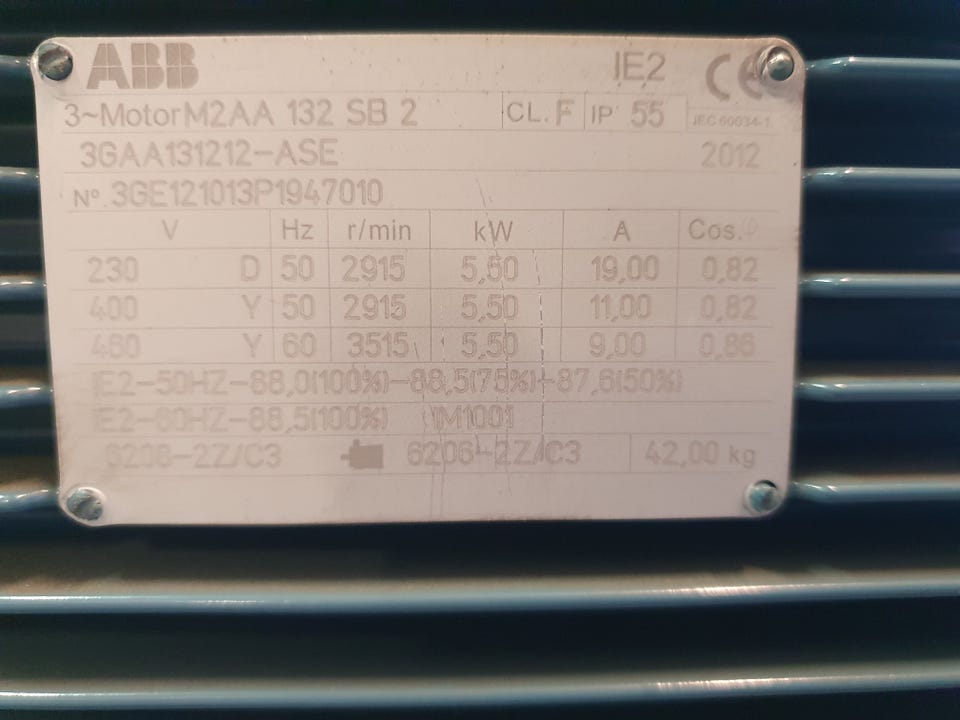 ABB IE2 CE
3~Motor M2AA 132 SB 2 CL. F IP 55 IEC 60034-1
3GAA131212-ASE 2012
Nº. 3GE121013P1947010
V Hz r/min kW A Cos.φ
230 D 50 2915 5,50 19,00 0,82
400 Y 50 2915 5,50 11,00 0,82
460 Y 60 3515 5,50 9,00 0,86
IE2-50HZ-88,0(100%)-88,5(75%)-87,6(50%)
IE2-60HZ-88,5(100%) IM1001
6208-2Z/C3 6206-2Z/C3 42,00 kg